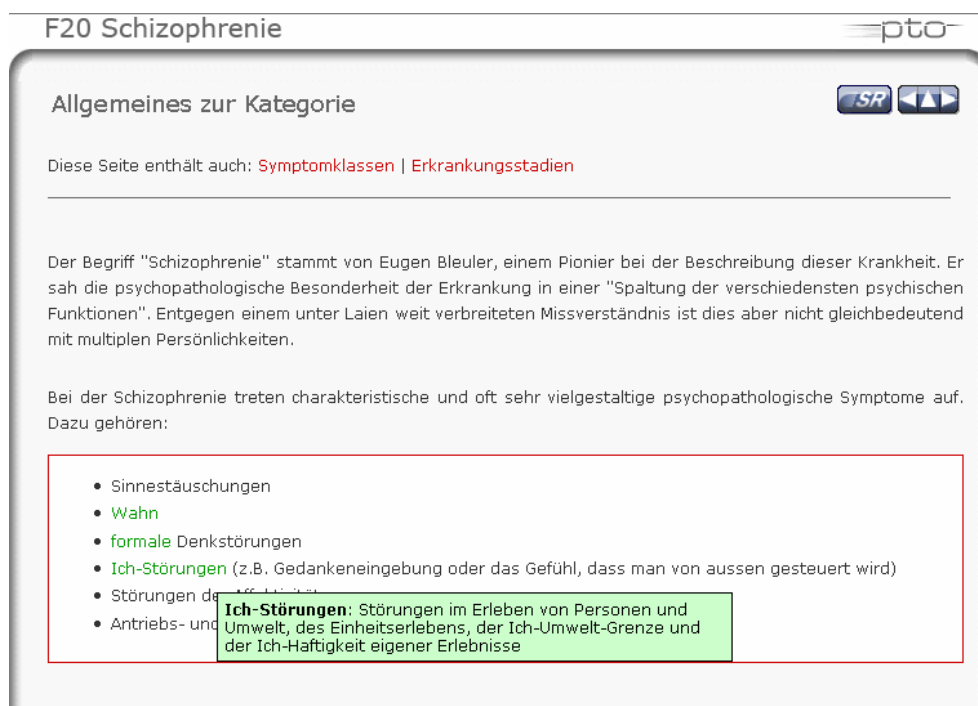 F20 Schizophrenie
pto
Allgemeines zur Kategorie
SR
Diese Seite enthält auch: Symptomklassen | Erkrankungsstadien
Der Begriff "Schizophrenie" stammt von Eugen Bleuler, einem Pionier bei der Beschreibung dieser Krankheit. Er
sah die psychopathologische Besonderheit der Erkrankung in einer "Spaltung der verschiedensten psychischen
Funktionen". Entgegen einem unter Laien weit verbreiteten Missverständnis ist dies aber nicht gleichbedeutend
mit multiplen Persönlichkeiten.
Bei der Schizophrenie treten charakteristische und oft sehr vielgestaltige psychopathologische Symptome auf.
Dazu gehören:
• Sinnestäuschungen
• Wahn
• formale Denkstörungen
• Ich-Störungen (z.B. Gedankeneingebung oder das Gefühl, dass man von aussen gesteuert wird)
• Störungen
• Antriebs- und
Ich-Störungen: Störungen im Erleben von Personen und
Umwelt, des Einheitserlebens, der Ich-Umwelt-Grenze und
der Ich-Haftigkeit eigener Erlebnisse